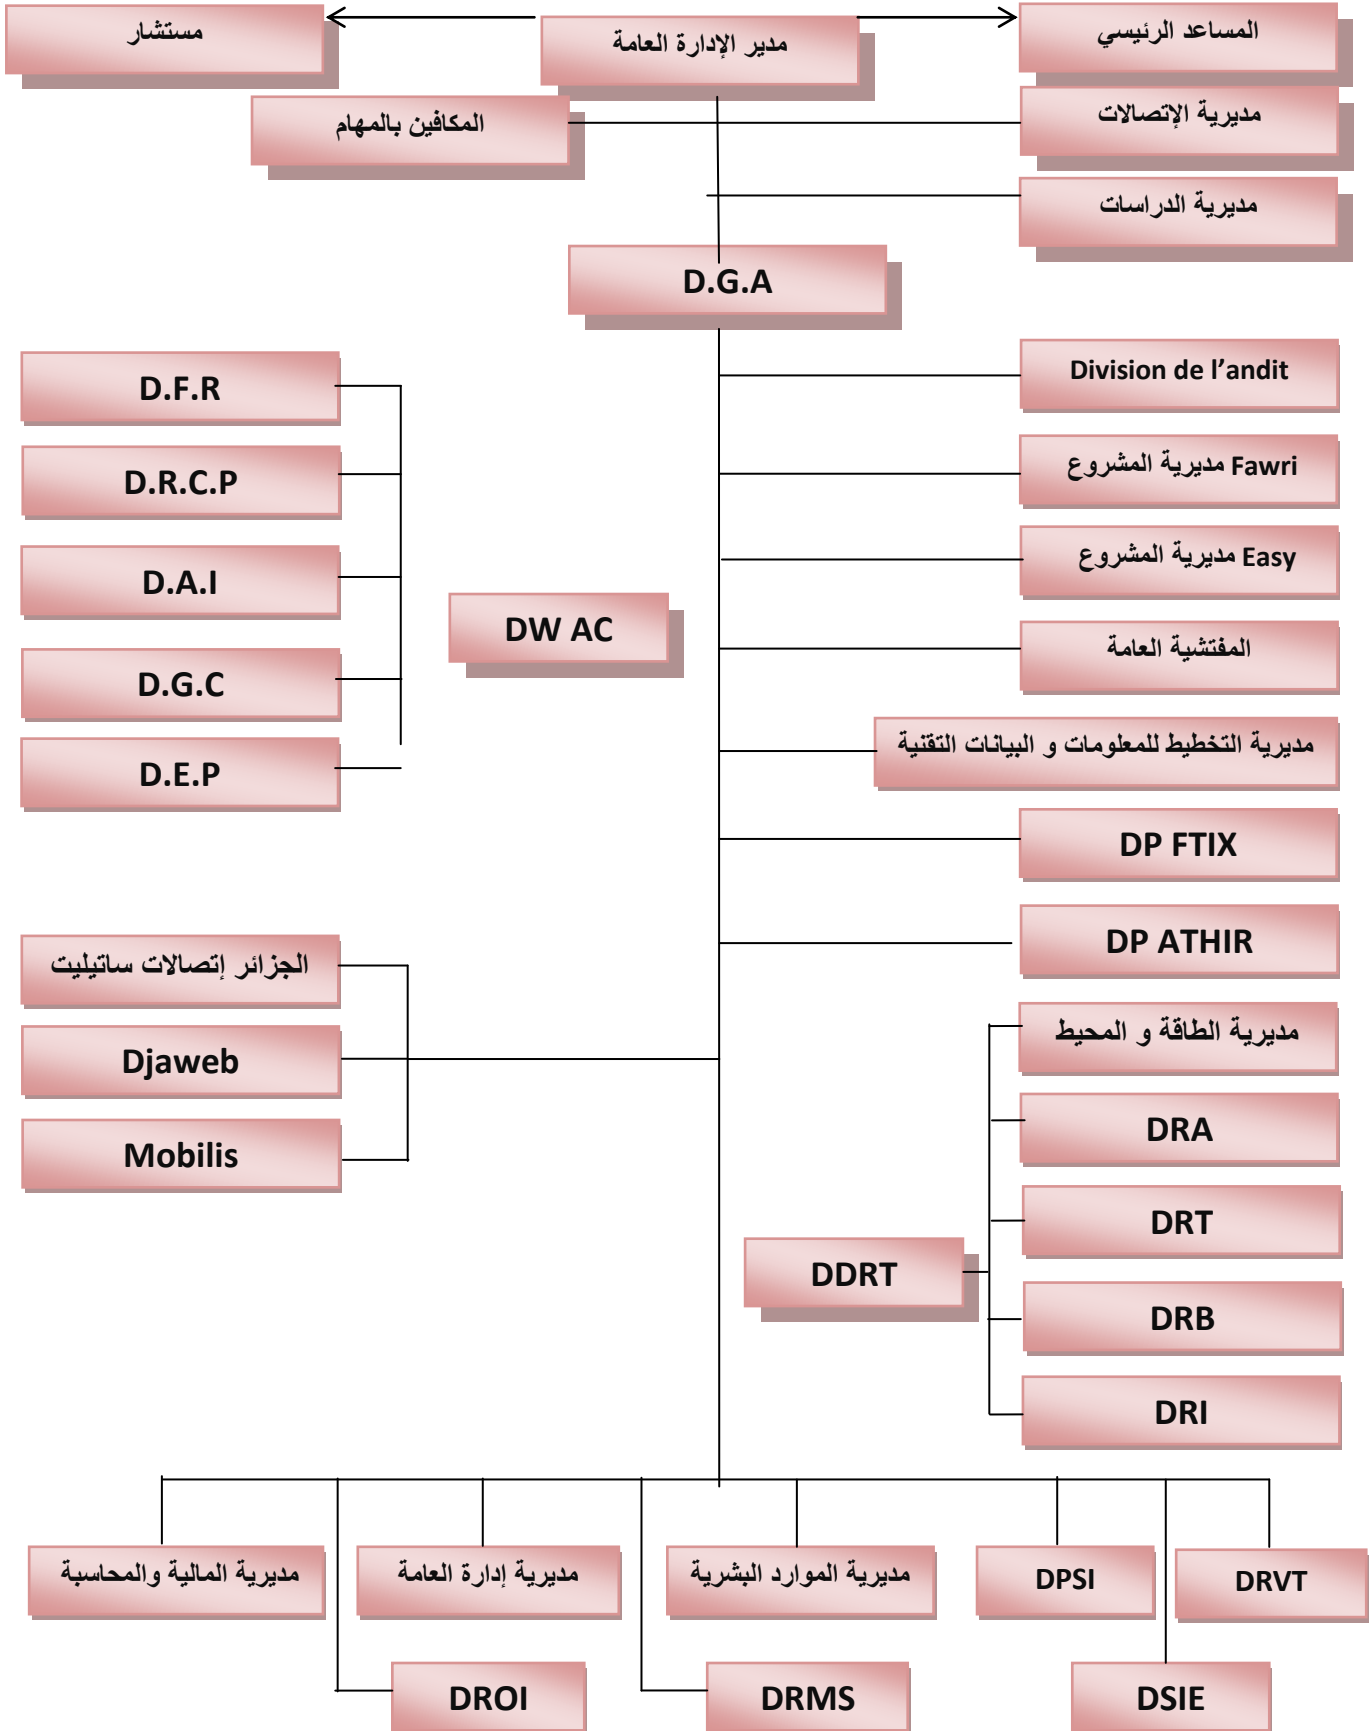 مستشار
مدير الإدارة العامة
المساعد الرئيسي
المكافين بالمهام
مديرية الإتصالات
مديرية الدراسات
D.G.A
Division de l'andit
D.F.R
مديرية المشروع Fawri
D.R.C.P
مديرية المشروع Easy
D.A.I
DW AC
المفتشية العامة
D.G.C
مديرية التخطيط للمعلومات و البيانات التقنية
D.E.P
DP FTIX
DP ATHIR
الجزائر إتصالات ساتيليت
مديرية الطاقة و المحيط
Djaweb
DRA
Mobilis
DRT
DDRT
DRB
DRI
مديرية المالية والمحاسبة
مديرية إدارة العامة
مديرية الموارد البشرية
DPSI
DRVT
DROI
DRMS
DSIE